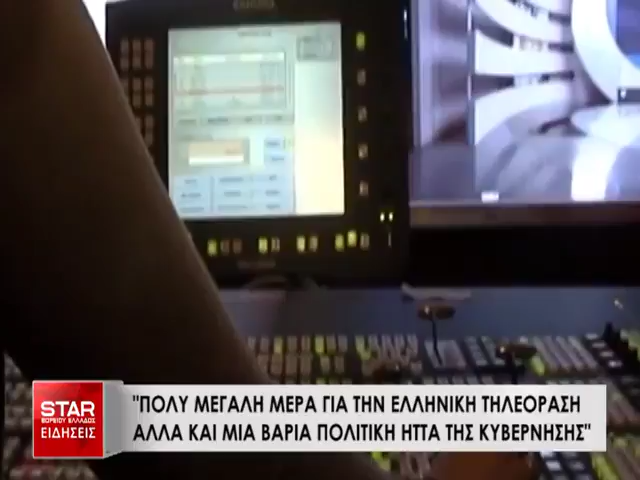 STAR
ΒΟΡΕΙΟΥ ΕΛΛΑΔΟΣ
ΕΙΔΗΣΕΙΣ
"ΠΟΛΥ ΜΕΓΑΛΗ ΜΕΡΑ ΓΙΑ ΤΗΝ ΕΛΛΗΝΙΚΗ ΤΗΛΕΟΡΑΣΗ
ΑΛΛΑ ΚΑΙ ΜΙΑ ΒΑΡΙΑ ΠΟΛΙΤΙΚΗ ΗΤΤΑ ΤΗΣ ΚΥΒΕΡΝΗΣΗΣ"